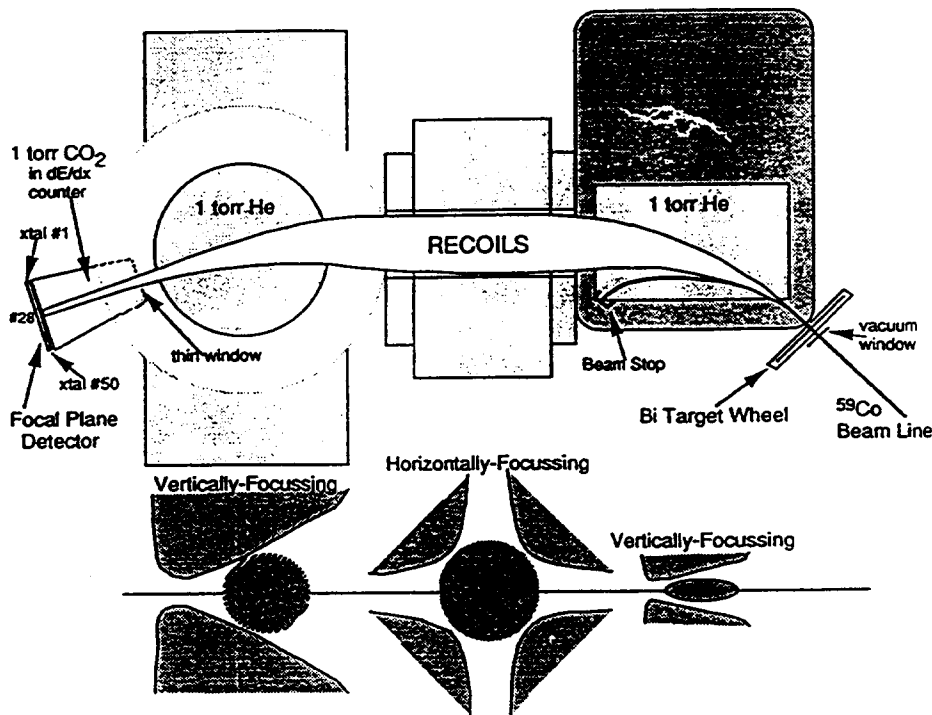 1 torr CO2
in dE/dx
counter
xtal #1
#28
xtal #50
Focal Plane
Detector
thin window
1 torr He
RECOILS
1 torr He
Beam Stop
vacuum
window
Bi Target Wheel
59Co
Beam Line
Vertically-Focussing
Horizontally-Focussing
Vertically-Focussing